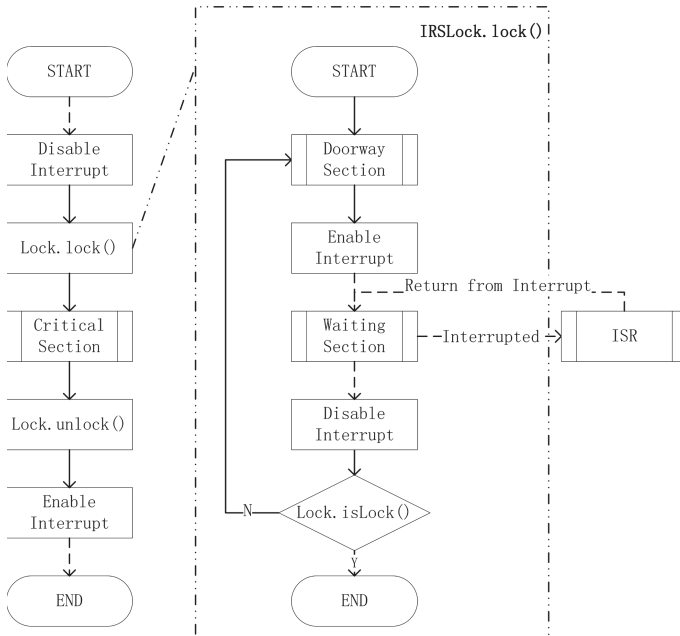 IRSLock.lock()
START
Disable
Interrupt
Lock.lock()
Critical
Section
Lock.unlock()
Enable
Interrupt
END
START
Doorway
Section
Enable
Interrupt
Return from Interrupt
Waiting
Section
Interrupted
ISR
Disable
Interrupt
Lock.isLock()
N
Y
END